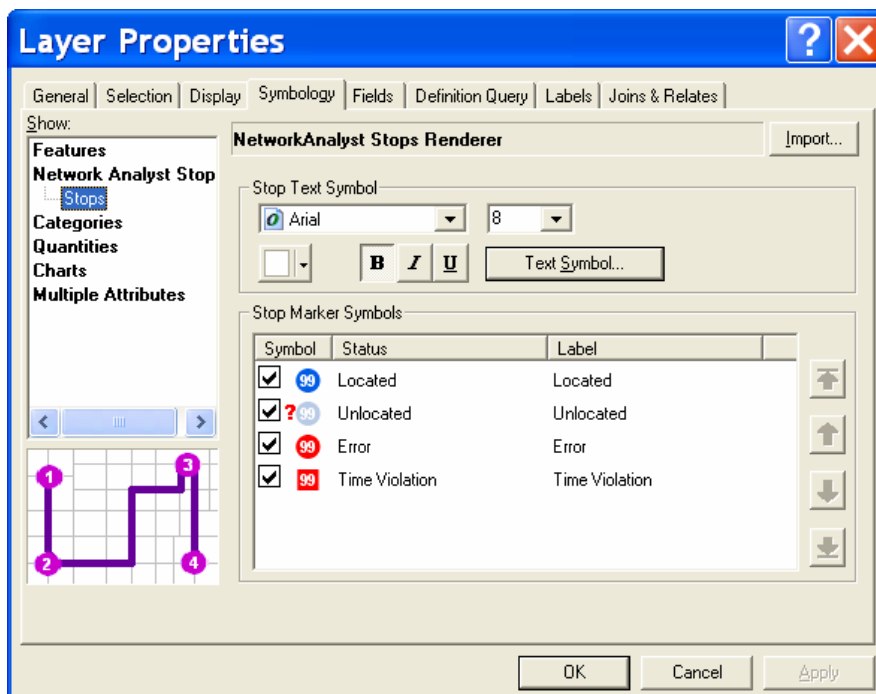 Layer Properties
?
General Selection Display Symbology Fields Definition Query Labels Joins & Relates
Show:
Features
Network Analyst Stop
Stops
Categories
Quantities
Charts
Multiple Attributes
1
3
2
4
NetworkAnalyst Stops Renderer
Import...
Stop Text Symbol
Arial 8
B I U Text Symbol...
Stop Marker Symbols
Symbol Status Label
99 Located Located
?99 Unlocated Unlocated
99 Error Error
99 Time Violation Time Violation
OK Cancel Apply